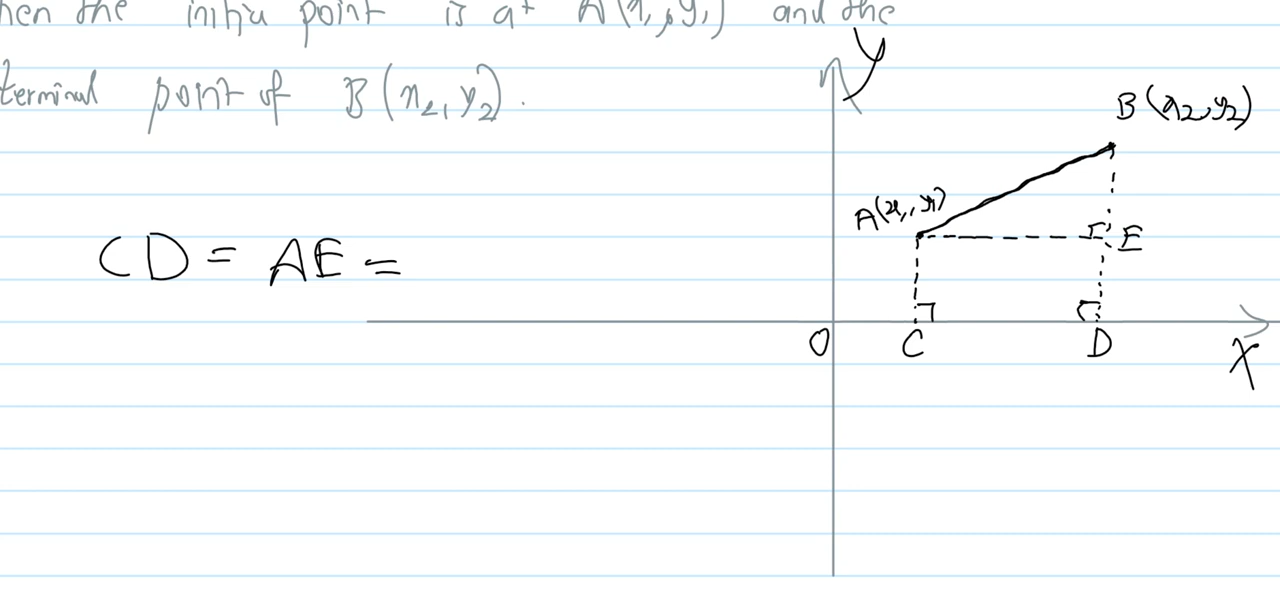 hen the initia point is at A(x₁, y₁) and the
terminal point of B(x₂, y₂).
Y
B(x₂, y₂)
A(x₁, y₁)
CD = AE =
E
O C D X